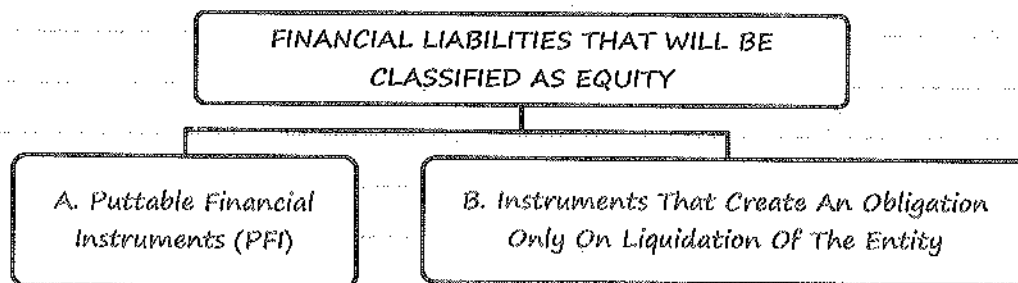 FINANCIAL LIABILITIES THAT WILL BE
CLASSIFIED AS EQUITY
A. Puttable Financial
Instruments (PFI)
B. Instruments That Create An Obligation
Only On Liquidation Of The Entity